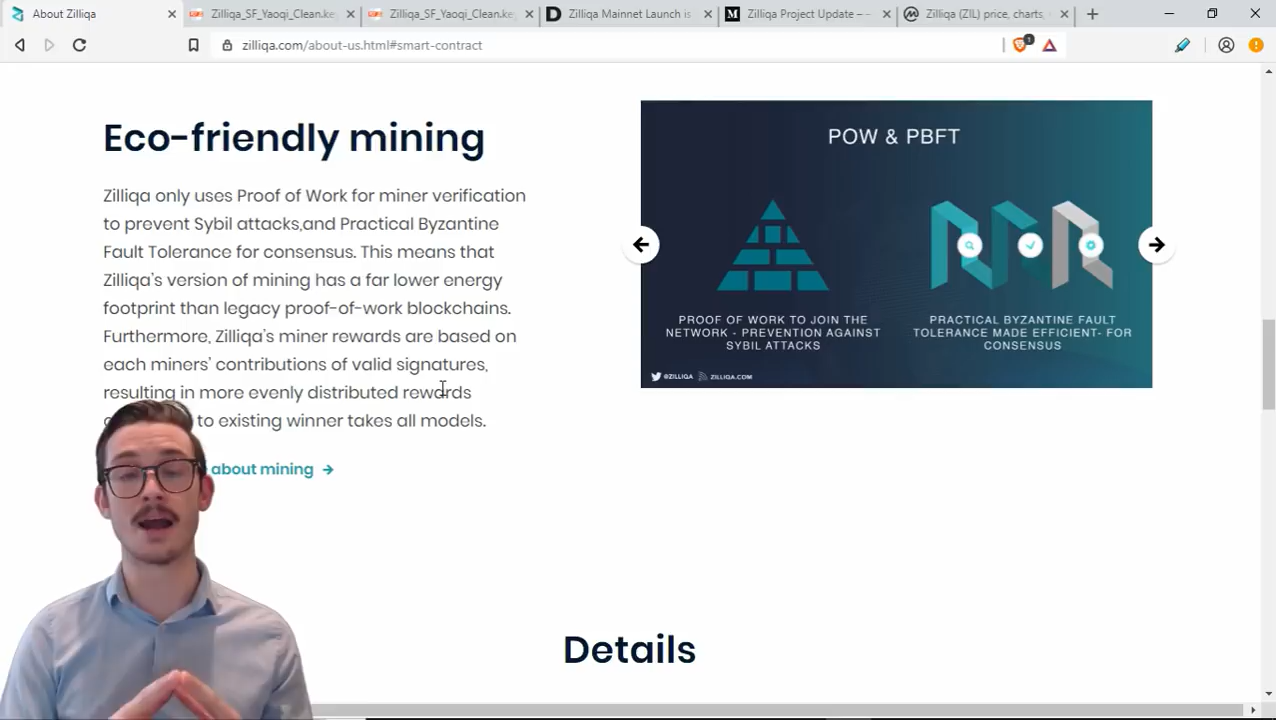 About Zilliqa
Zilliqa_SF_Yaoqi_Clean.key
Zilliqa_SF_Yaoqi_Clean.key
Zilliqa Mainnet Launch is
Zilliqa Project Update –
Zilliqa (ZIL) price, charts,
zilliqa.com/about-us.html#smart-contract
1
Eco-friendly mining
Zilliqa only uses Proof of Work for miner verification
to prevent Sybil attacks,and Practical Byzantine
Fault Tolerance for consensus. This means that
Zilliqa's version of mining has a far lower energy
footprint than legacy proof-of-work blockchains.
Furthermore, Zilliqa's miner rewards are based on
each miners' contributions of valid signatures,
resulting in more evenly distributed rewards
to existing winner takes all models.
about mining
POW & PBFT
PROOF OF WORK TO JOIN THE
NETWORK - PREVENTION AGAINST
SYBIL ATTACKS
PRACTICAL BYZANTINE FAULT
TOLERANCE MADE EFFICIENT- FOR
CONSENSUS
@ZILLIQA ZILLIQA.COM
Details